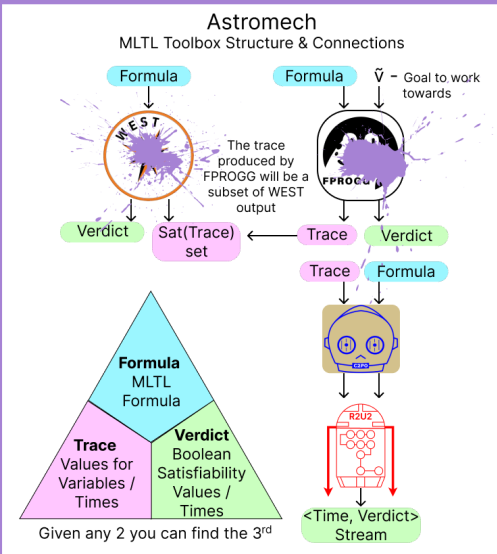 Astromech
MLTL Toolbox Structure & Connections
Formula
Formula
ṽ - Goal to work
towards
WEST
FPROGG
The trace
produced by
FPROGG will be a
subset of WEST
output
Verdict
Sat(Trace)
set
Trace
Verdict
Trace
Formula
C2PO
R2U2
<Time, Verdict>
Stream
Formula
MLTL
Formula
Trace
Values for
Variables /
Times
Verdict
Boolean
Satisfiability
Values /
Times
Given any 2 you can find the 3rd